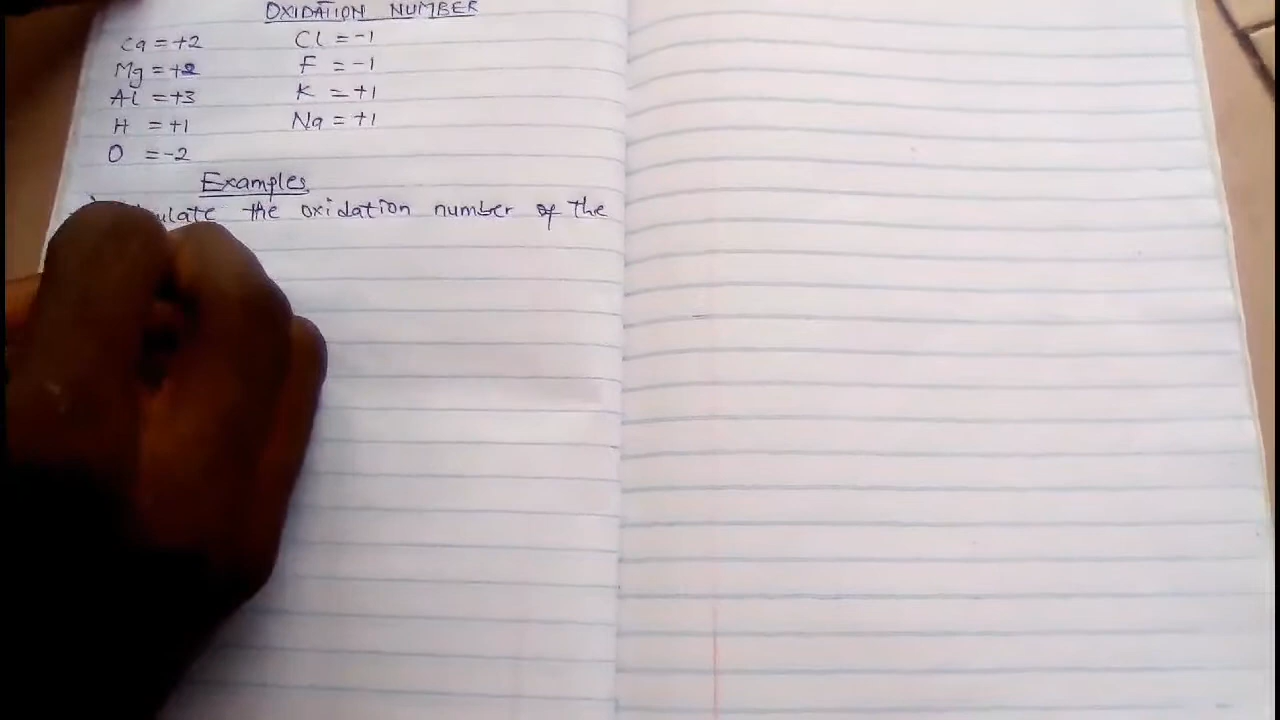 OXIDATION NUMBER
Ca = +2 Cl = -1
Mg = +2 F = -1
Al = +3 K = +1
H = +1 Na = +1
O = -2
Examples
the oxidation number of the